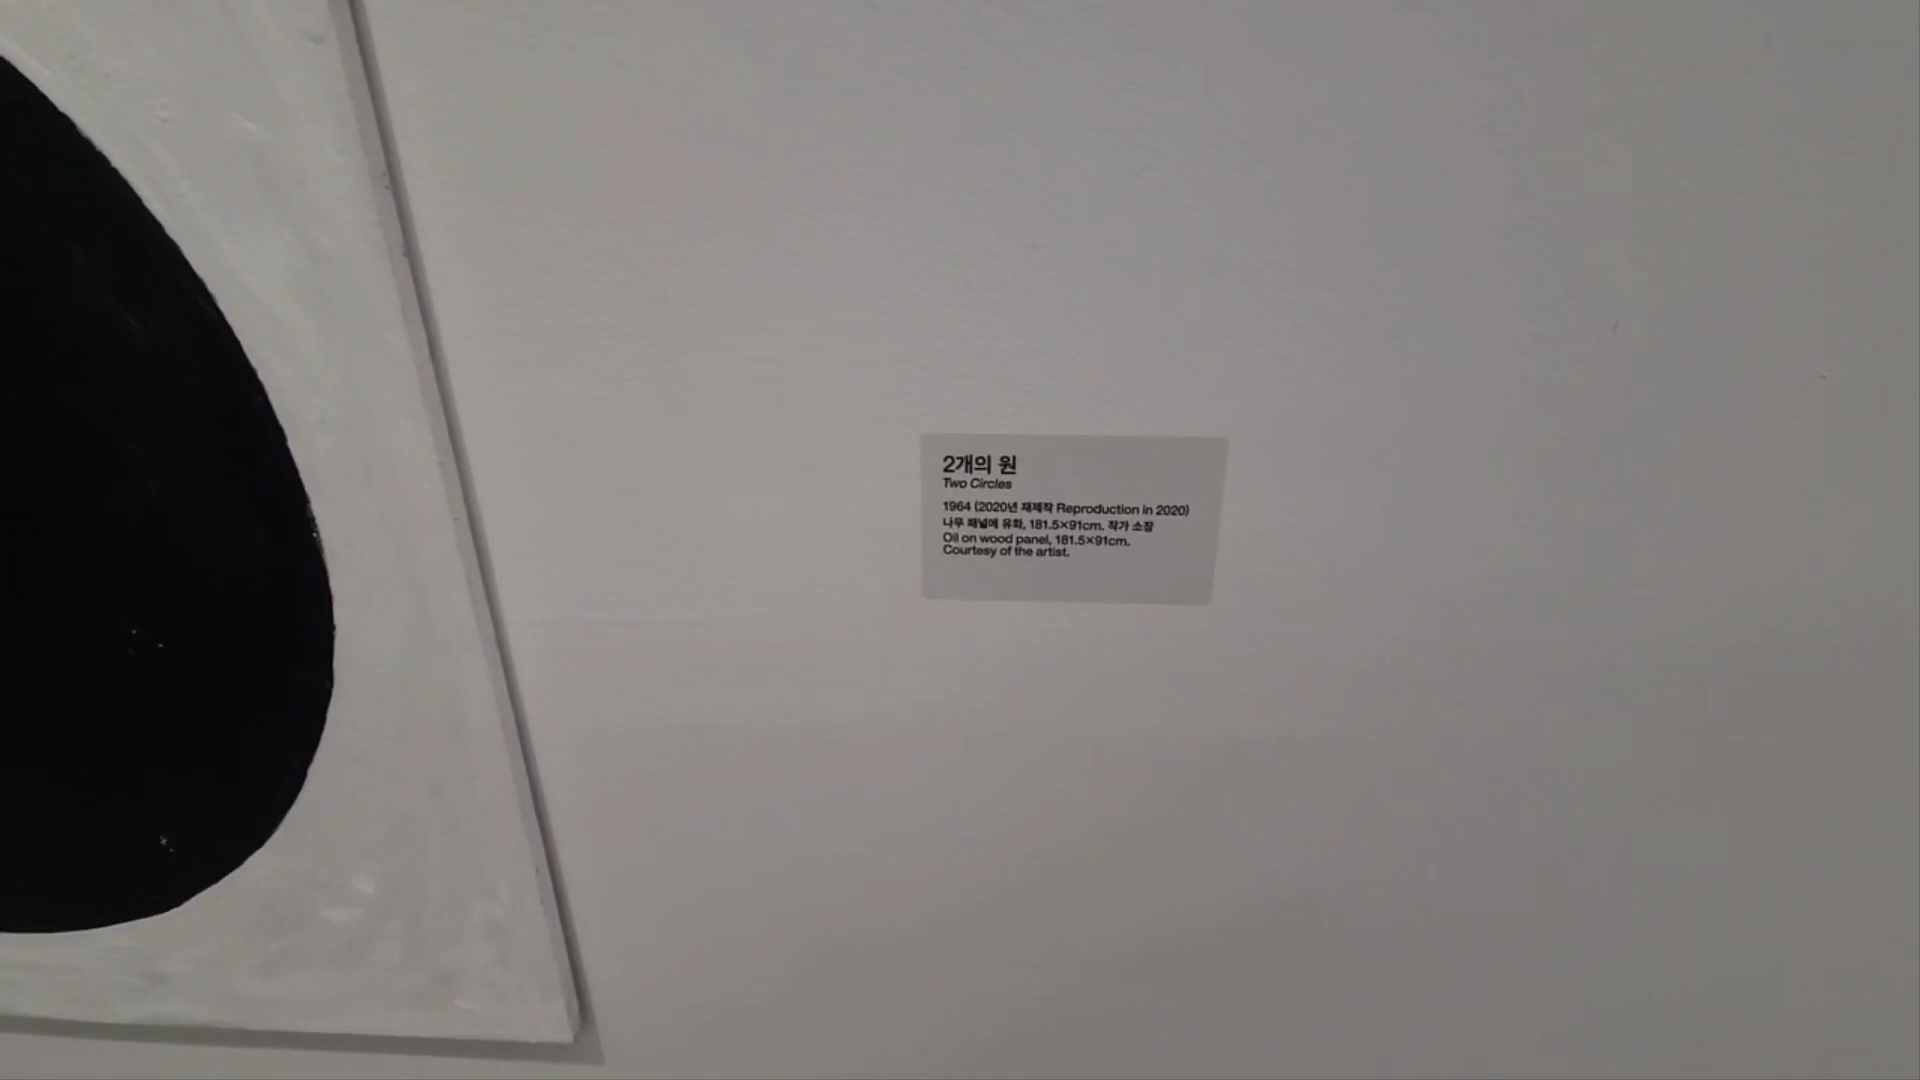 2개의 원
Two Circles
1964 (2020년 재제작 Reproduction in 2020)
나무 패널에 유화, 181.5×91cm. 작가 소장
Oil on wood panel, 181.5×91cm.
Courtesy of the artist.